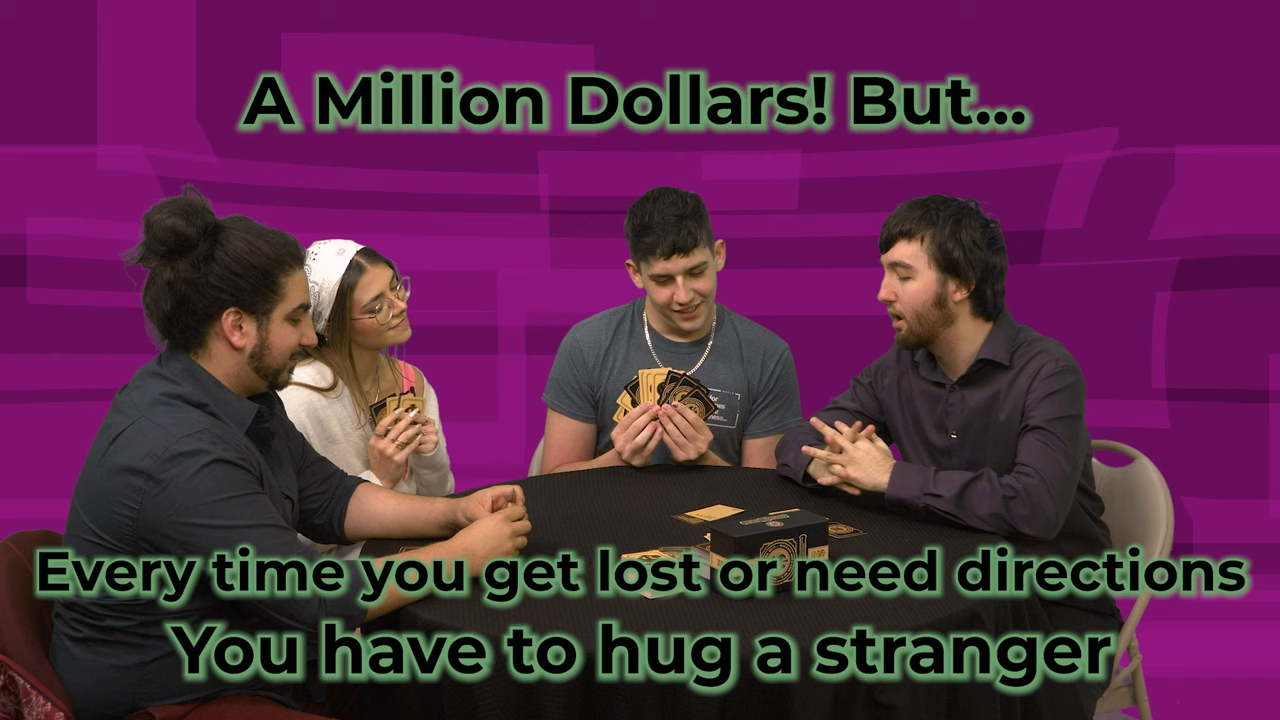 A Million Dollars! But...
Every time you get lost or need directions
You have to hug a stranger